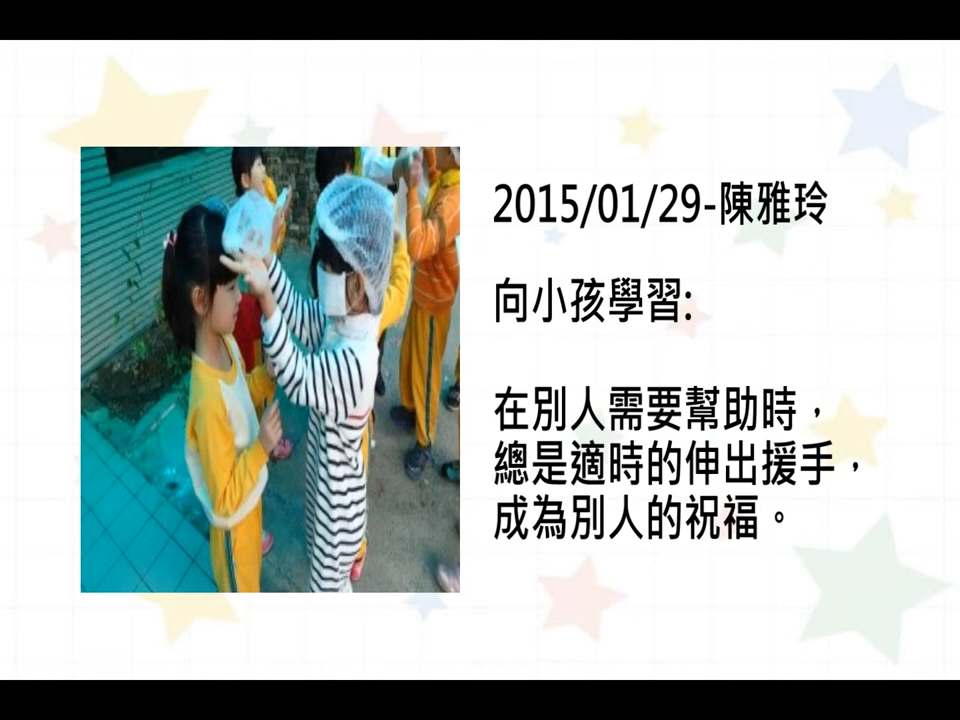 2015/01/29-陳雅玲
向小孩學習:
在別人需要幫助時，
總是適時的伸出援手，
成為別人的祝福。